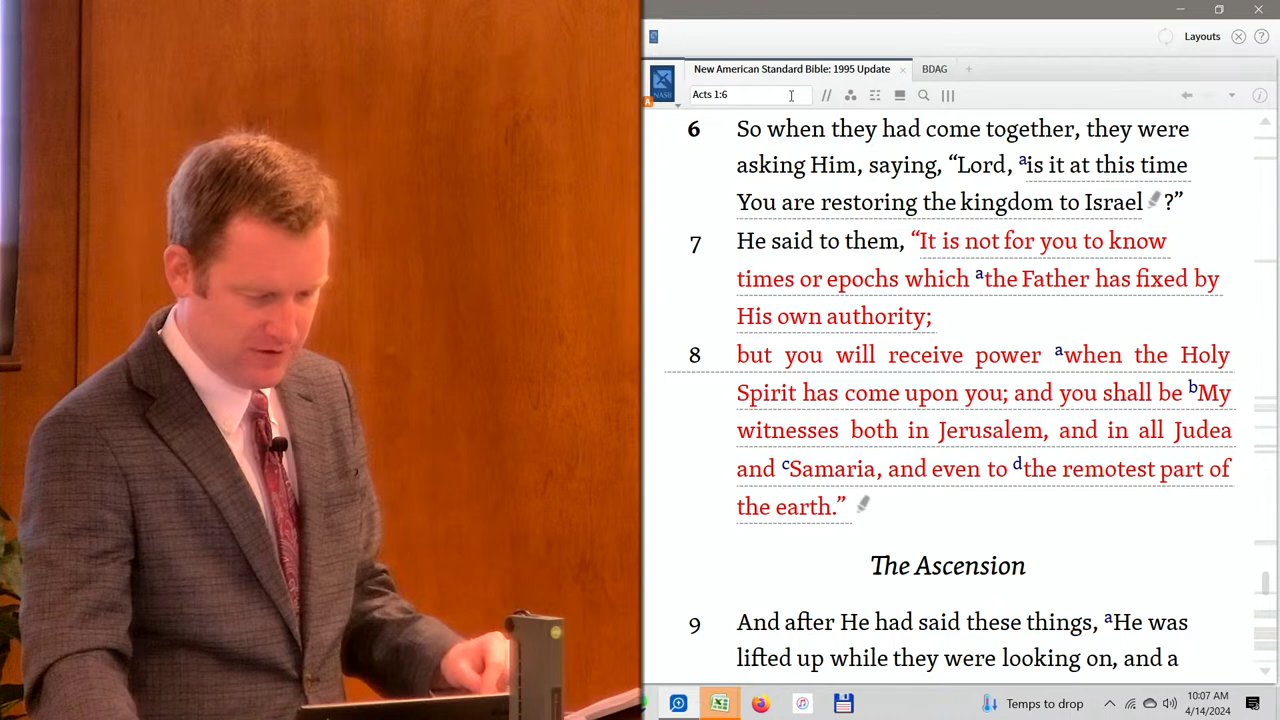 Layouts
New American Standard Bible: 1995 Update
BDAG
NASB
A
Acts 1:6
6 So when they had come together, they were
asking Him, saying, “Lord, ªis it at this time
You are restoring the kingdom to Israel?”
7 He said to them, “It is not for you to know
times or epochs which ªthe Father has fixed by
His own authority;
8 but you will receive power ªwhen the Holy
Spirit has come upon you; and you shall be ᵇMy
witnesses both in Jerusalem, and in all Judea
and ᶜSamaria, and even to ᵈthe remotest part of
the earth.”
The Ascension
9 And after He had said these things, ªHe was
lifted up while they were looking on, and a
Temps to drop
10:07 AM
4/14/2024